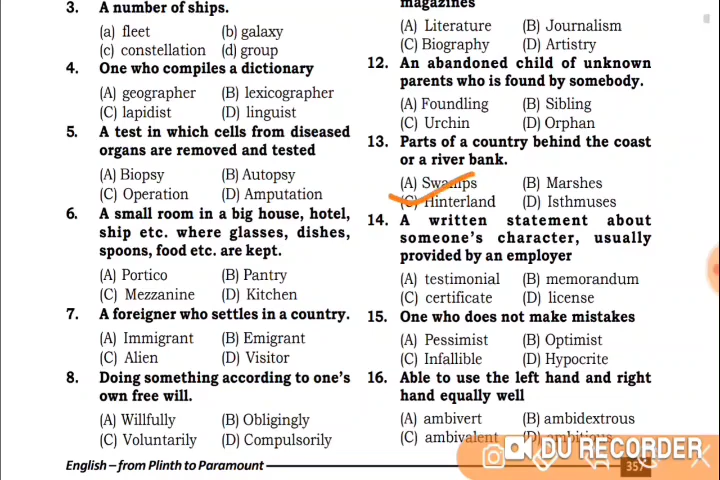 3. A number of ships.
(a) fleet (b) galaxy
(c) constellation (d) group
4. One who compiles a dictionary
(A) geographer (B) lexicographer
(C) lapidist (D) linguist
5. A test in which cells from diseased
organs are removed and tested
(A) Biopsy (B) Autopsy
(C) Operation (D) Amputation
6. A small room in a big house, hotel,
ship etc. where glasses, dishes,
spoons, food etc. are kept.
(A) Portico (B) Pantry
(C) Mezzanine (D) Kitchen
7. A foreigner who settles in a country.
(A) Immigrant (B) Emigrant
(C) Alien (D) Visitor
8. Doing something according to one's
own free will.
(A) Willfully (B) Obligingly
(C) Voluntarily (D) Compulsorily
magazines
(A) Literature (B) Journalism
(C) Biography (D) Artistry
12. An abandoned child of unknown
parents who is found by somebody.
(A) Foundling (B) Sibling
(C) Urchin (D) Orphan
13. Parts of a country behind the coast
or a river bank.
(A) Swamps (B) Marshes
(C) Hinterland (D) Isthmuses
14. A written statement about
someone's character, usually
provided by an employer
(A) testimonial (B) memorandum
(C) certificate (D) license
15. One who does not make mistakes
(A) Pessimist (B) Optimist
(C) Infallible (D) Hypocrite
16. Able to use the left hand and right
hand equally well
(A) ambivert (B) ambidextrous
(C) ambivalent (D) ambitious
English – from Plinth to Paramount
357
DU RECORDER